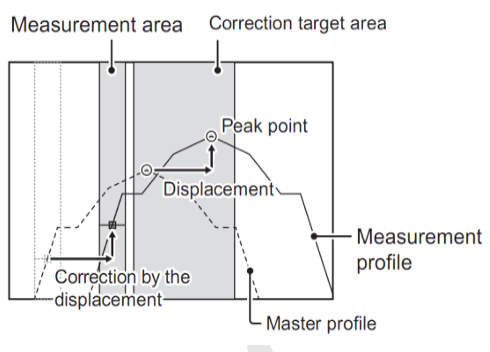 Measurement area
Correction target area
Peak point
Displacement
Measurement
profile
Correction by the
displacement
Master profile